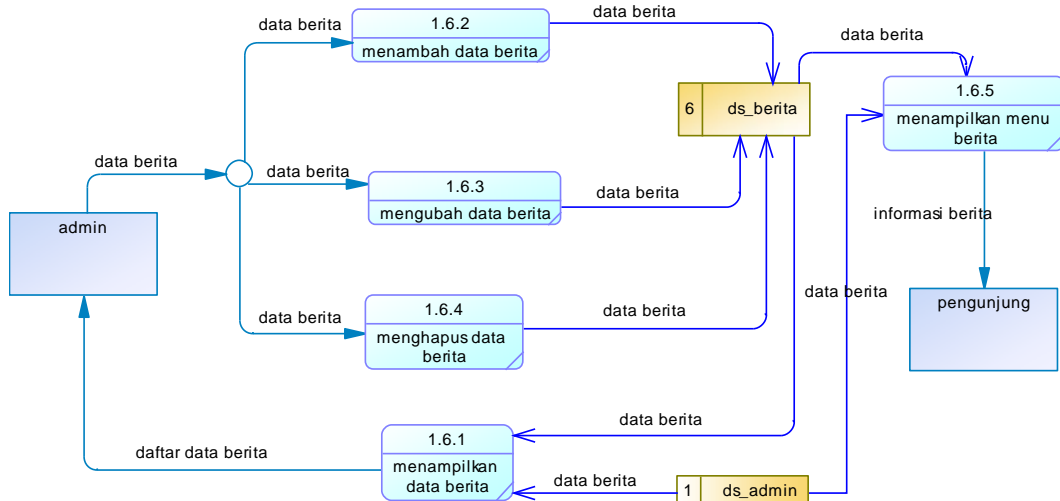 data berita
1.6.2
menambah data berita
data berita
data berita
6
ds_berita
1.6.5
menampilkan menu
berita
data berita
data berita
1.6.3
mengubah data berita
data berita
admin
informasi berita
data berita
1.6.4
menghapus data
berita
data berita
data berita
pengunjung
daftar data berita
1.6.1
menampilkan
data berita
data berita
data berita
1
ds_admin